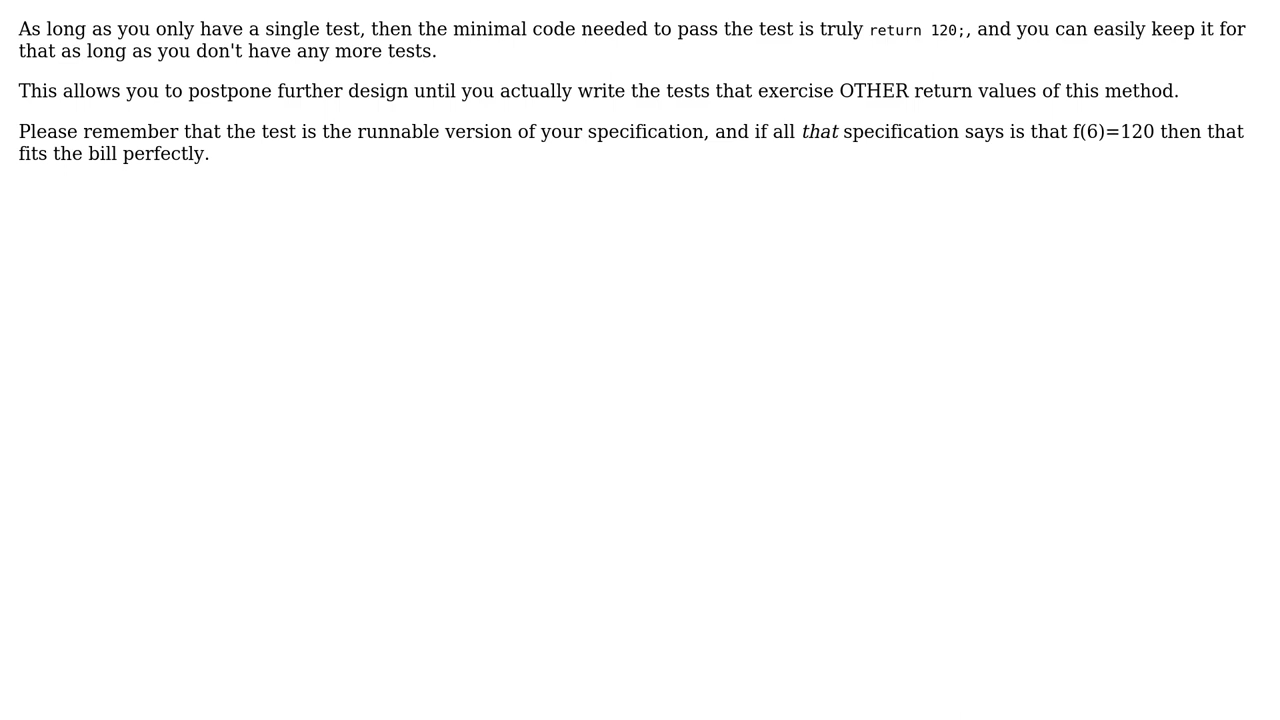 As long as you only have a single test, then the minimal code needed to pass the test is truly return 120;, and you can easily keep it for
that as long as you don't have any more tests.
This allows you to postpone further design until you actually write the tests that exercise OTHER return values of this method.
Please remember that the test is the runnable version of your specification, and if all that specification says is that f(6)=120 then that
fits the bill perfectly.